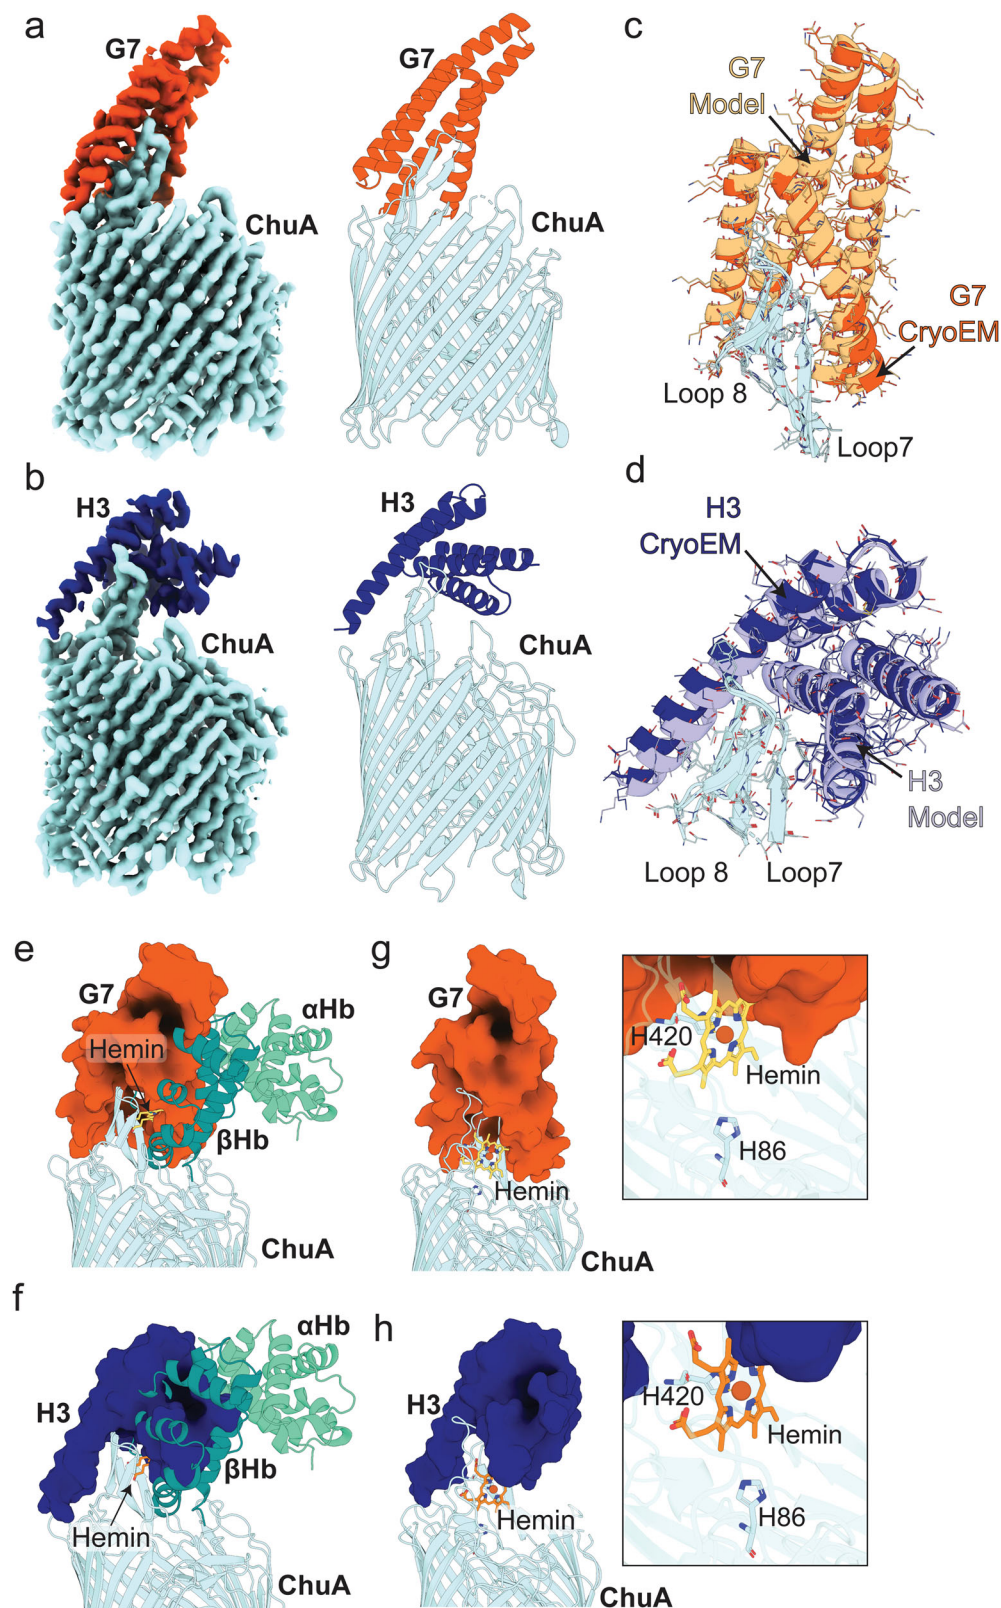 a
G7
ChuA
G7
ChuA
b
H3
ChuA
H3
ChuA
c
G7
Model
G7
CryoEM
Loop 8
Loop7
d
H3
CryoEM
H3
Model
Loop 8
Loop7
e
G7
Hemin
αHb
βHb
ChuA
g
G7
Hemin
ChuA
H420
Hemin
H86
f
αHb
H3
βHb
Hemin
ChuA
h
H3
Hemin
ChuA
H420
Hemin
H86